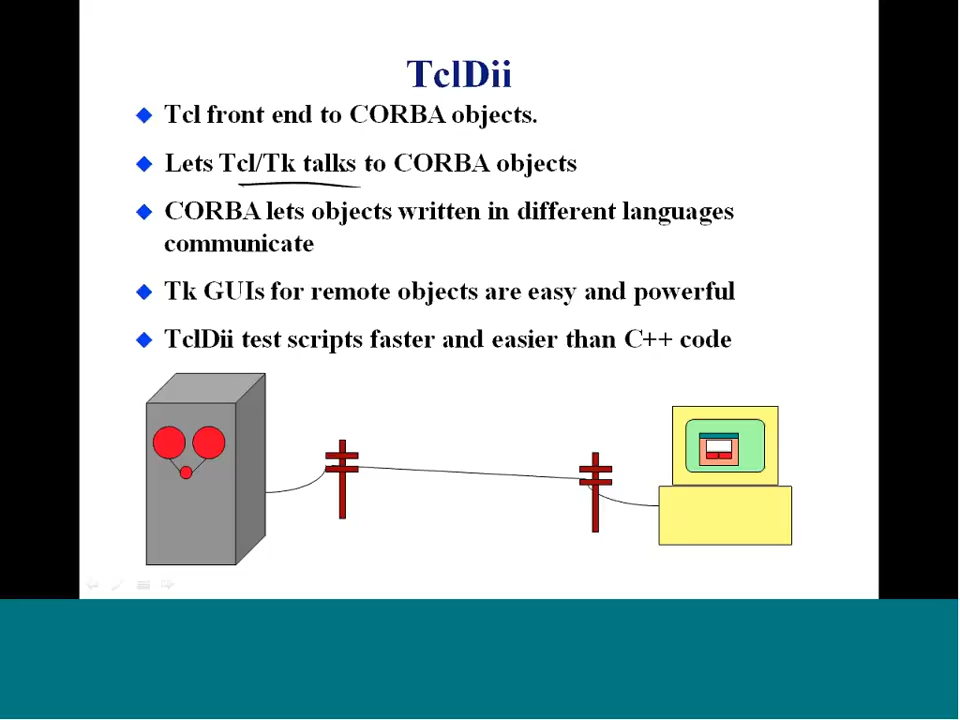 TclDii
Tcl front end to CORBA objects.
Lets Tcl/Tk talks to CORBA objects
CORBA lets objects written in different languages
communicate
Tk GUIs for remote objects are easy and powerful
TclDii test scripts faster and easier than C++ code